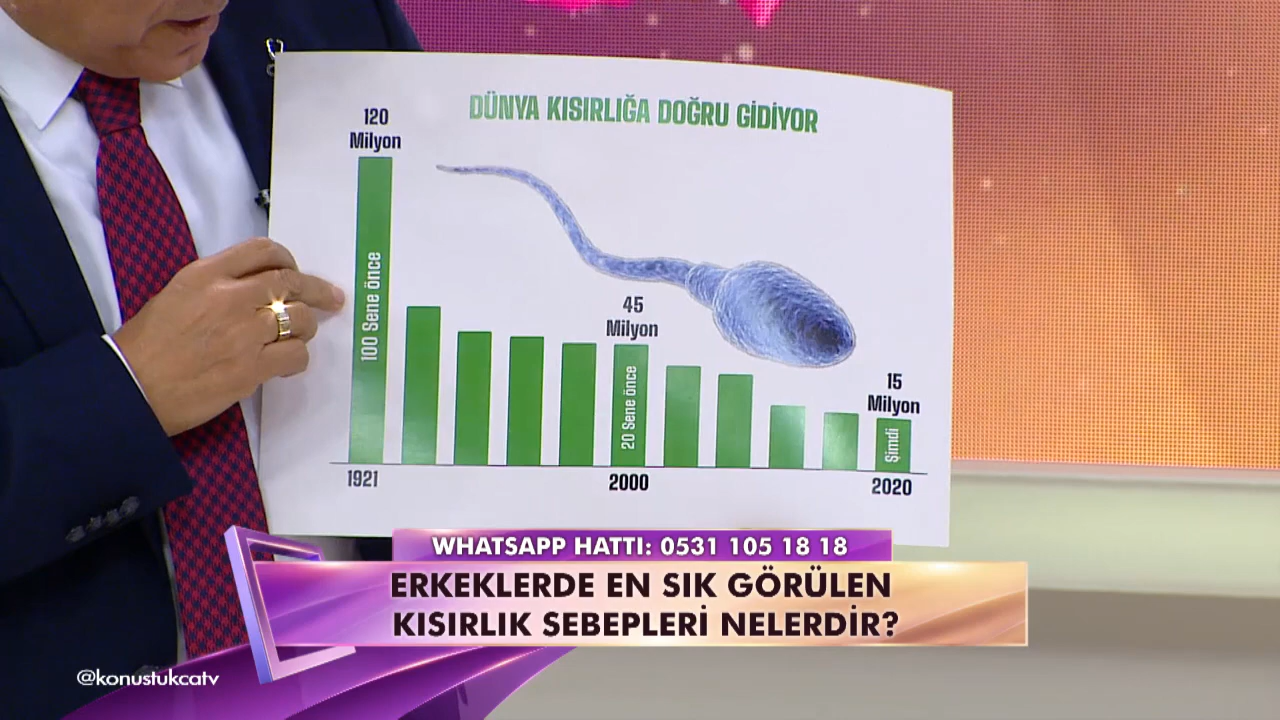 DÜNYA KISIRLIĞA DOĞRU GİDİYOR
120
Milyon
100 Sene önce
45
Milyon
20 Sene önce
15
Milyon
Şimdi
1921
2000
2020
WHATSAPP HATTI: 0531 105 18 18
ERKEKLERDE EN SIK GÖRÜLEN
KISIRLIK SEBEPLERİ NELERDİR?
@konustukcatv